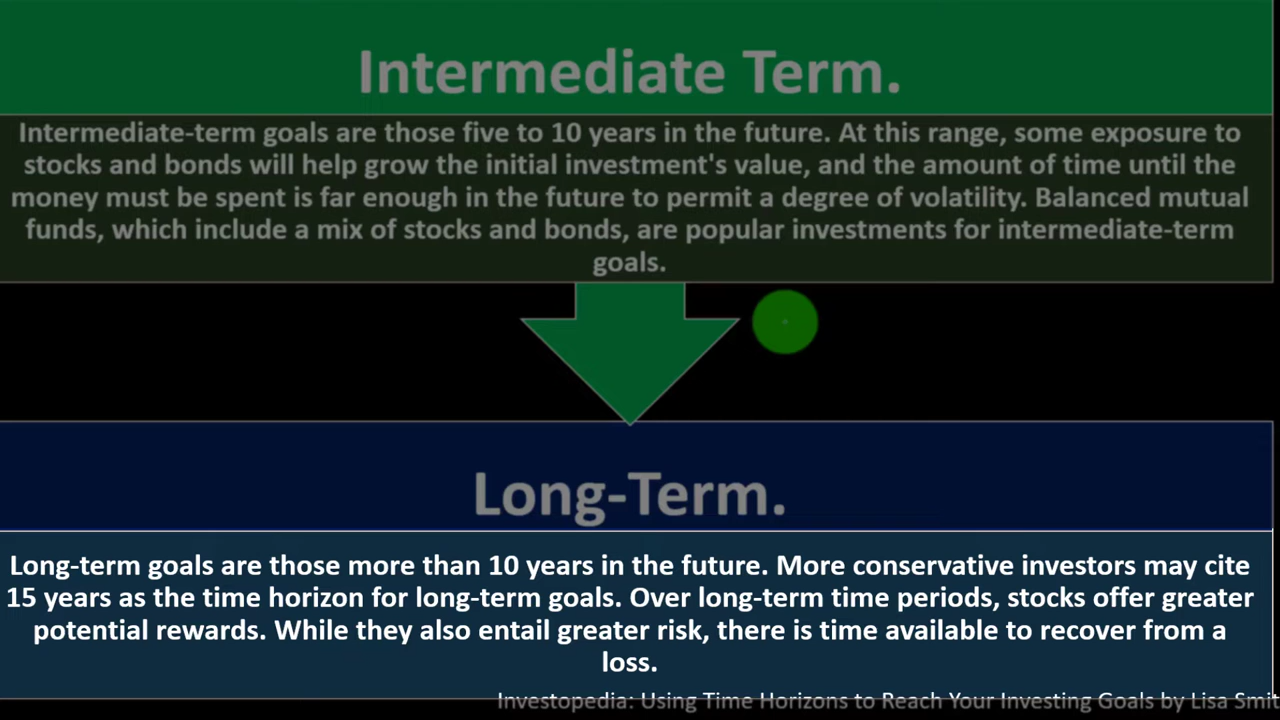 Intermediate Term.
Intermediate-term goals are those five to 10 years in the future. At this range, some exposure to
stocks and bonds will help grow the initial investment's value, and the amount of time until the
money must be spent is far enough in the future to permit a degree of volatility. Balanced mutual
funds, which include a mix of stocks and bonds, are popular investments for intermediate-term
goals.
Long-Term.
Long-term goals are those more than 10 years in the future. More conservative investors may cite
15 years as the time horizon for long-term goals. Over long-term time periods, stocks offer greater
potential rewards. While they also entail greater risk, there is time available to recover from a
loss.
Investopedia: Using Time Horizons to Reach Your Investing Goals by Lisa Smit